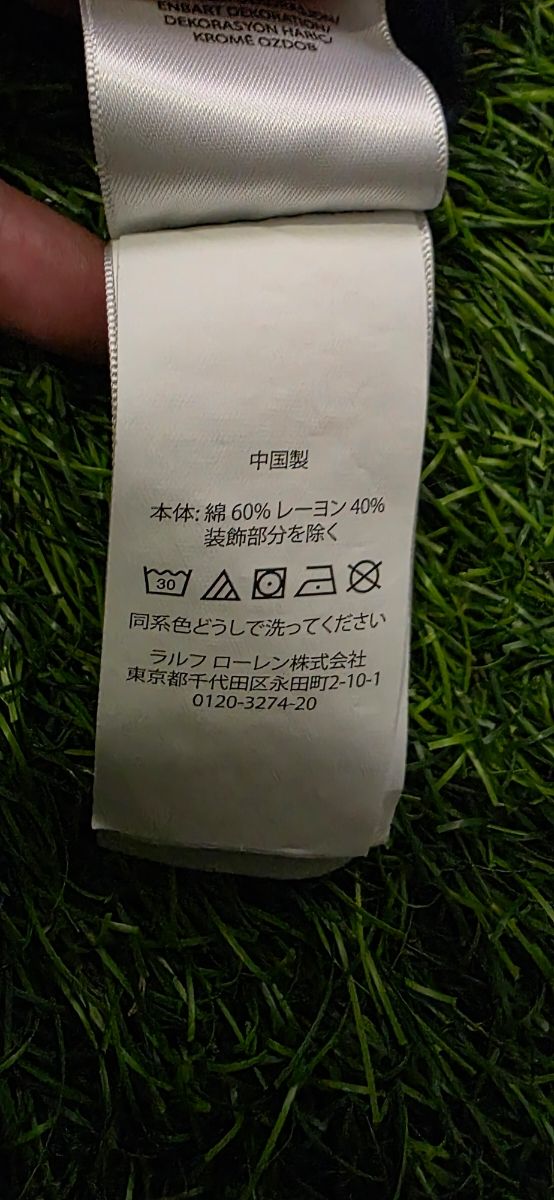 ENBART DEKORATION/
DEKORASYON HARİÇ/
KROMĚ OZDOB
中国製
本体: 綿 60% レーヨン 40%
装飾部分を除く
30
同系色どうしで洗ってください
ラルフ ローレン株式会社
東京都千代田区永田町2-10-1
0120-3274-20